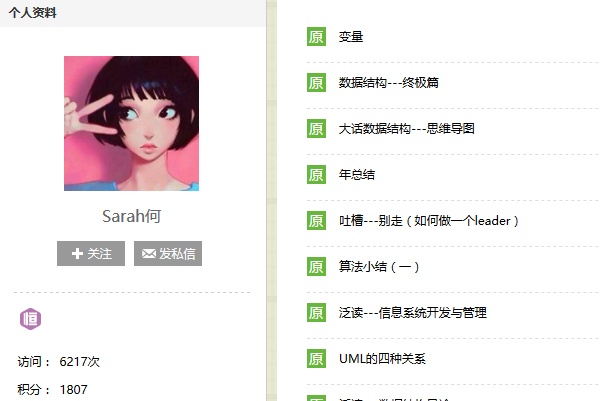 个人资料
Sarah何
关注
发私信
恒
访问： 6217次
积分： 1807
原 变量
原 数据结构---终极篇
原 大话数据结构---思维导图
原 年总结
原 吐槽---别走（如何做一个leader）
原 算法小结（一）
原 泛读---信息系统开发与管理
原 UML的四种关系